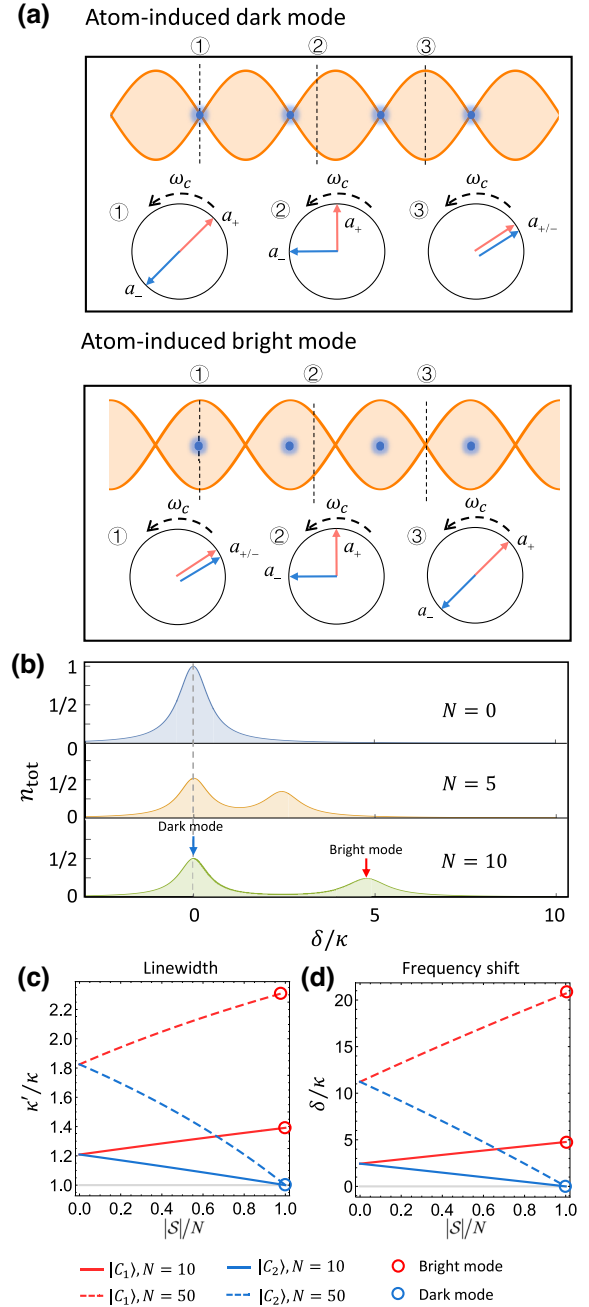 (a)
Atom-induced dark mode
① ② ③
ω_c ω_c ω_c
① a_+ a_-
② a_+ a_-
③ a_{+/-}
Atom-induced bright mode
① ② ③
ω_c ω_c ω_c
① a_{+/-}
② a_+ a_-
③ a_+ a_-
(b)
1
1/2
0
N = 0
1/2
0
N = 5
n_tot
Dark mode
Bright mode
1/2
0
N = 10
0 5 10
δ/κ
(c) Linewidth
2.2
2.0
1.8
1.6
1.4
1.2
1.0
κ′/κ
0.0 0.2 0.4 0.6 0.8 1.0
|𝒮|/N
(d) Frequency shift
20
15
10
5
0
δ/κ
0.0 0.2 0.4 0.6 0.8 1.0
|𝒮|/N
|C_1⟩, N = 10 |C_2⟩, N = 10 Bright mode
|C_1⟩, N = 50 |C_2⟩, N = 50 Dark mode